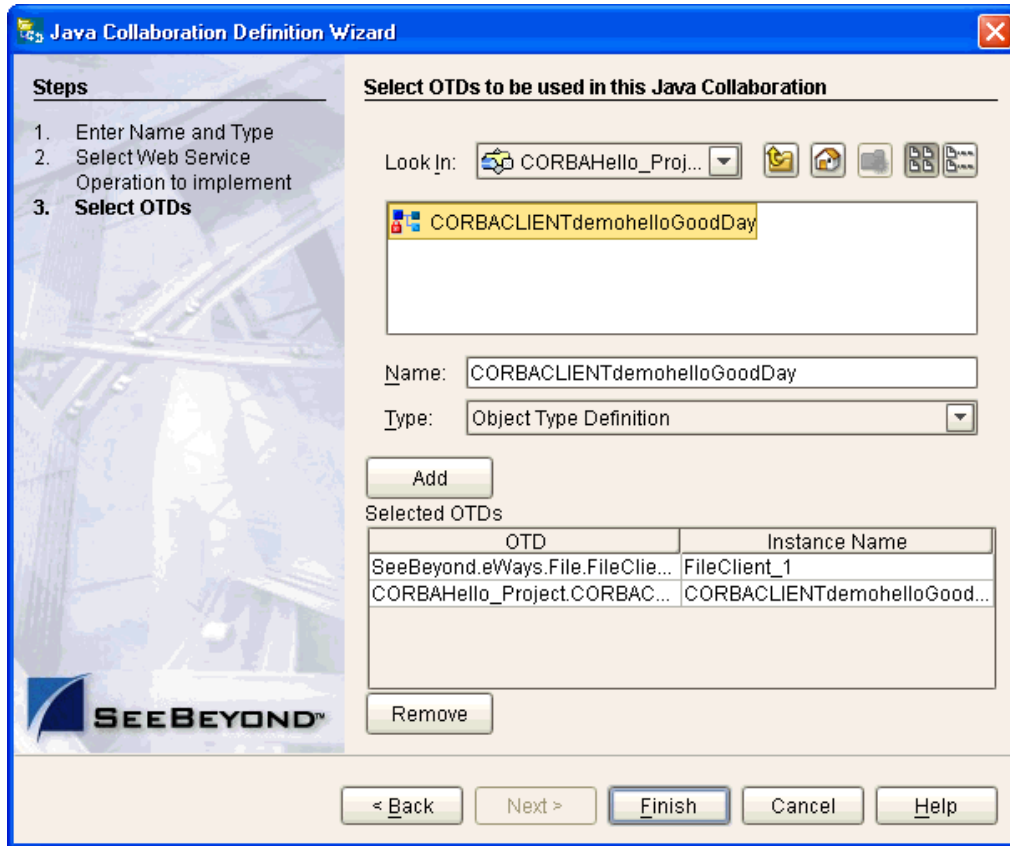 Java Collaboration Definition Wizard
Steps
1. Enter Name and Type
2. Select Web Service
Operation to implement
3. Select OTDs
SEEBEYOND™
Select OTDs to be used in this Java Collaboration
Look In: CORBAHello_Proj...
CORBACLIENTdemohelloGoodDay
Name: CORBACLIENTdemohelloGoodDay
Type: Object Type Definition
Add
Selected OTDs
OTD Instance Name
SeeBeyond.eWays.File.FileClie... FileClient_1
CORBAHello_Project.CORBAC... CORBACLIENTdemohelloGood...
Remove
< Back Next > Finish Cancel Help